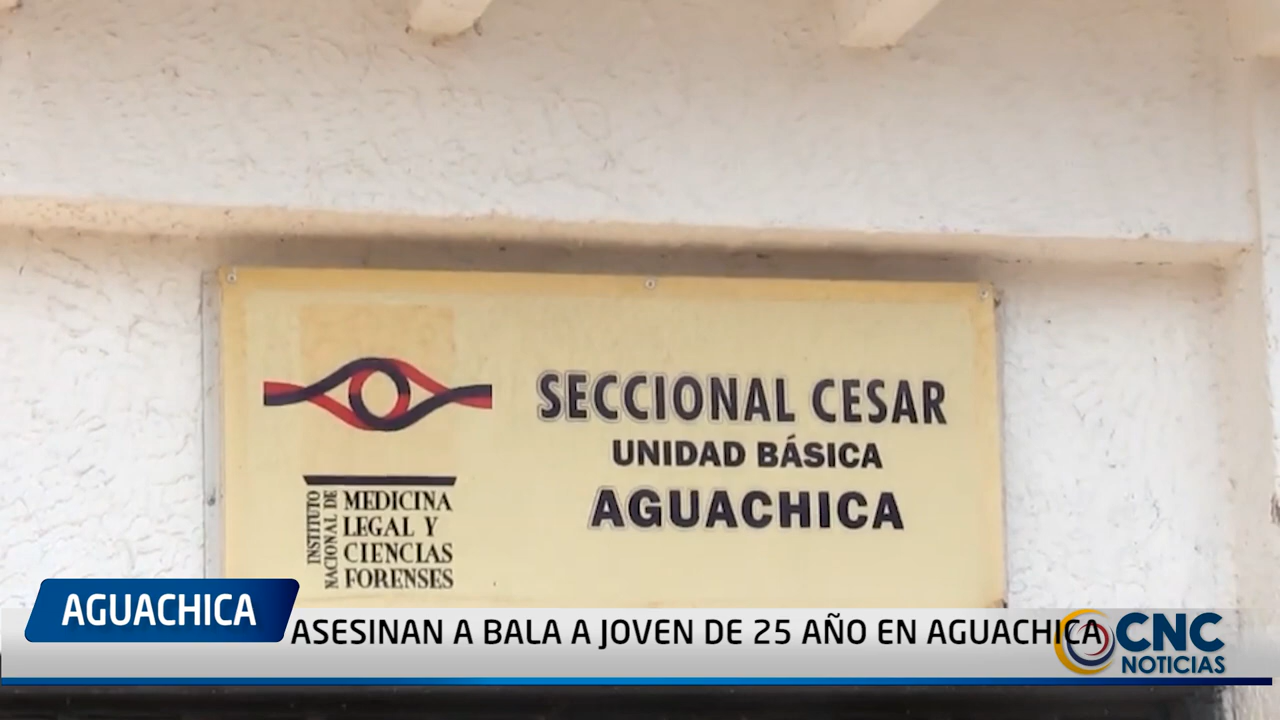 SECCIONAL CESAR
UNIDAD BÁSICA
AGUACHICA
INSTITUTO
NACIONAL DE
MEDICINA
LEGAL Y
CIENCIAS
FORENSES
AGUACHICA
ASESINAN A BALA A JOVEN DE 25 AÑO EN AGUACHICA
CNC
NOTICIAS